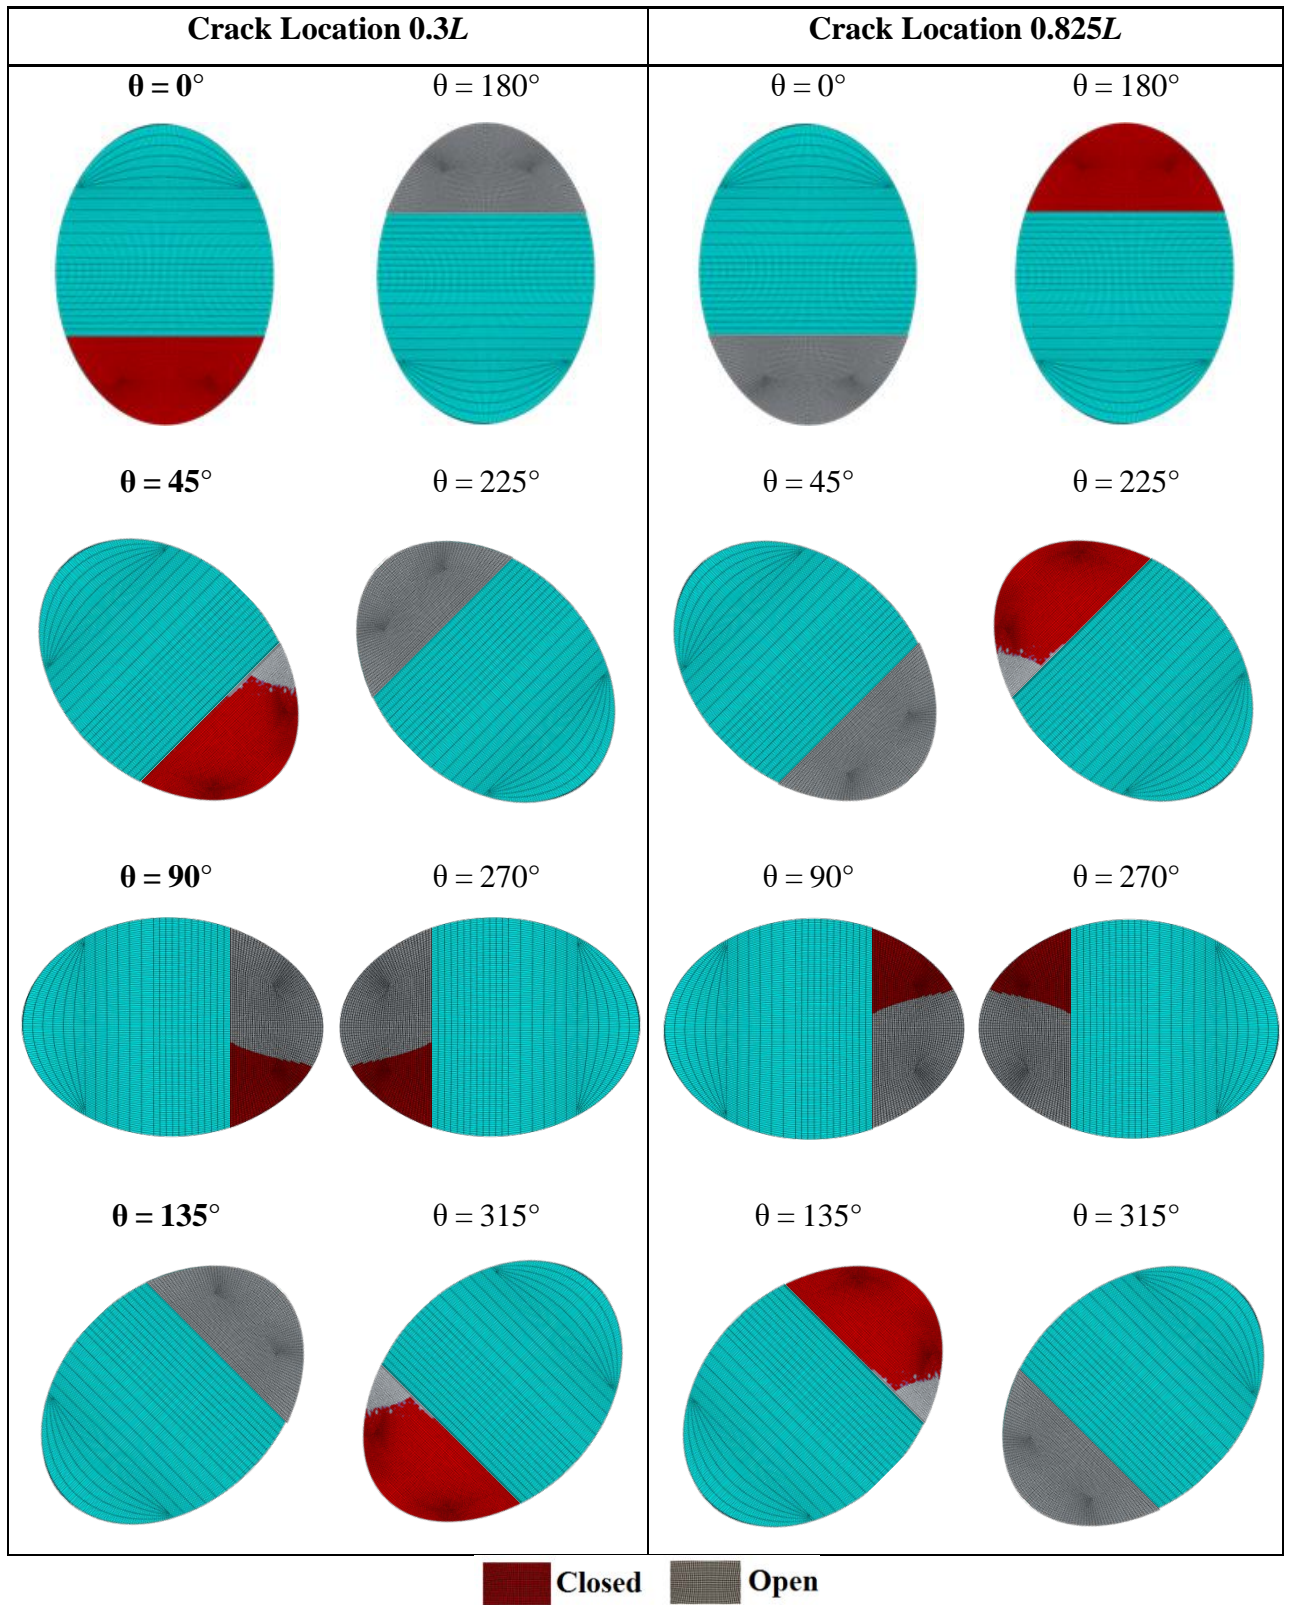 Crack Location 0.3L Crack Location 0.825L
θ = 0° θ = 180° θ = 0° θ = 180°
θ = 45° θ = 225° θ = 45° θ = 225°
θ = 90° θ = 270° θ = 90° θ = 270°
θ = 135° θ = 315° θ = 135° θ = 315°
Closed Open